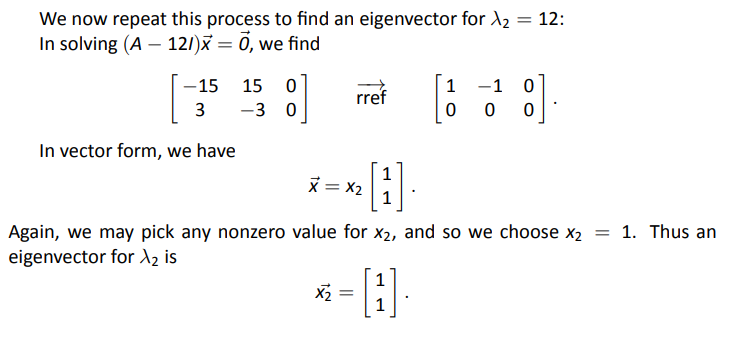 We now repeat this process to find an eigenvector for λ₂ = 12:
In solving (A − 12I)x⃗ = 0⃗, we find
[ −15 15 0 ] → [ 1 −1 0 ]
[ 3 −3 0 ] rref [ 0 0 0 ] .
In vector form, we have
x⃗ = x₂ [ 1 ]
[ 1 ] .
Again, we may pick any nonzero value for x₂, and so we choose x₂ = 1. Thus an
eigenvector for λ₂ is
x⃗₂ = [ 1 ]
[ 1 ] .